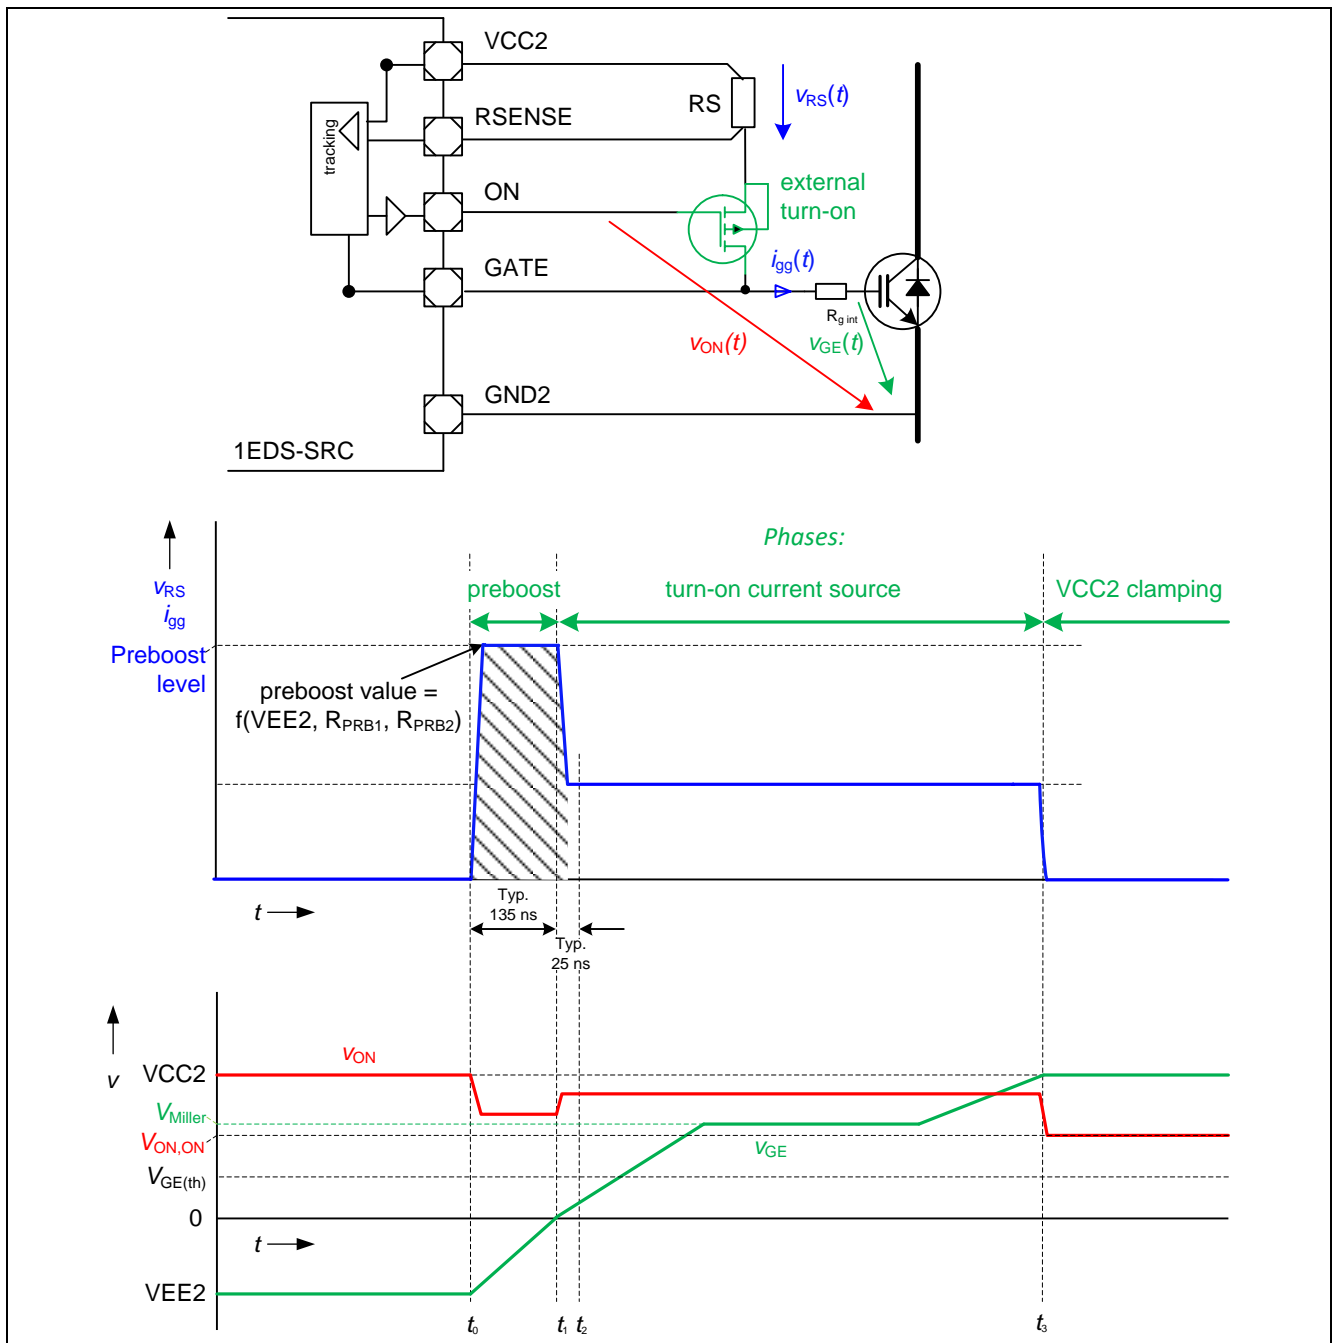 VCC2
RSENSE
ON
GATE
GND2
1EDS-SRC
tracking
RS
vRS(t)
external
turn-on
igg(t)
Rg int
vON(t)
vGE(t)
Phases:
vRS
igg
preboost
turn-on current source
VCC2 clamping
Preboost
level
preboost value =
f(VEE2, RPRB1, RPRB2)
t
Typ.
135 ns
Typ.
25 ns
v
VCC2
vON
VMiller
VON,ON
vGE
VGE(th)
0
t
VEE2
t0
t1
t2
t3